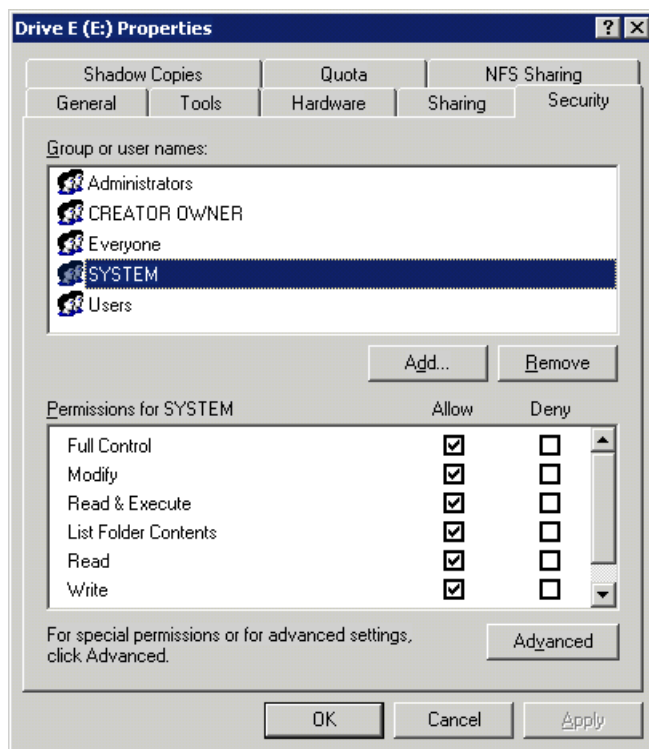 Drive E (E:) Properties
Shadow Copies Quota NFS Sharing
General Tools Hardware Sharing Security
Group or user names:
Administrators
CREATOR OWNER
Everyone
SYSTEM
Users
Add... Remove
Permissions for SYSTEM Allow Deny
Full Control
Modify
Read & Execute
List Folder Contents
Read
Write
For special permissions or for advanced settings,
click Advanced.
Advanced
OK Cancel Apply